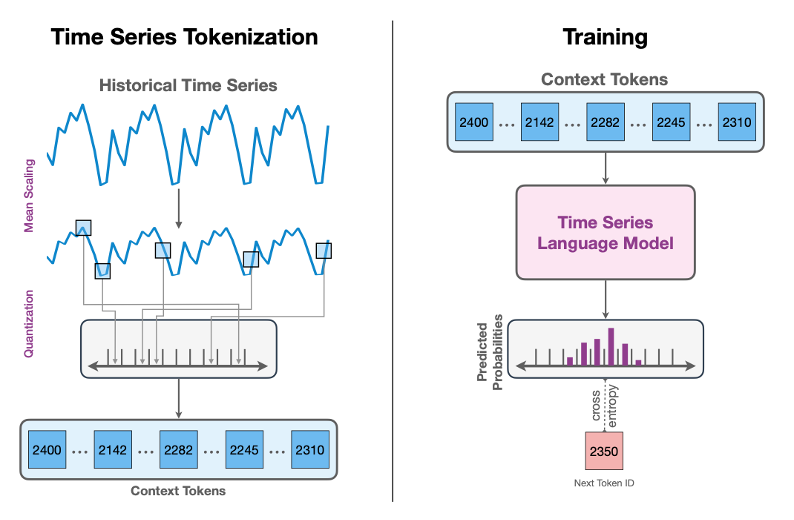 Time Series Tokenization
Historical Time Series
Mean Scaling
Quantization
2400 ... 2142 ... 2282 ... 2245 ... 2310
Context Tokens
Training
Context Tokens
2400 ... 2142 ... 2282 ... 2245 ... 2310
Time Series
Language Model
Predicted
Probabilities
cross
entropy
2350
Next Token ID